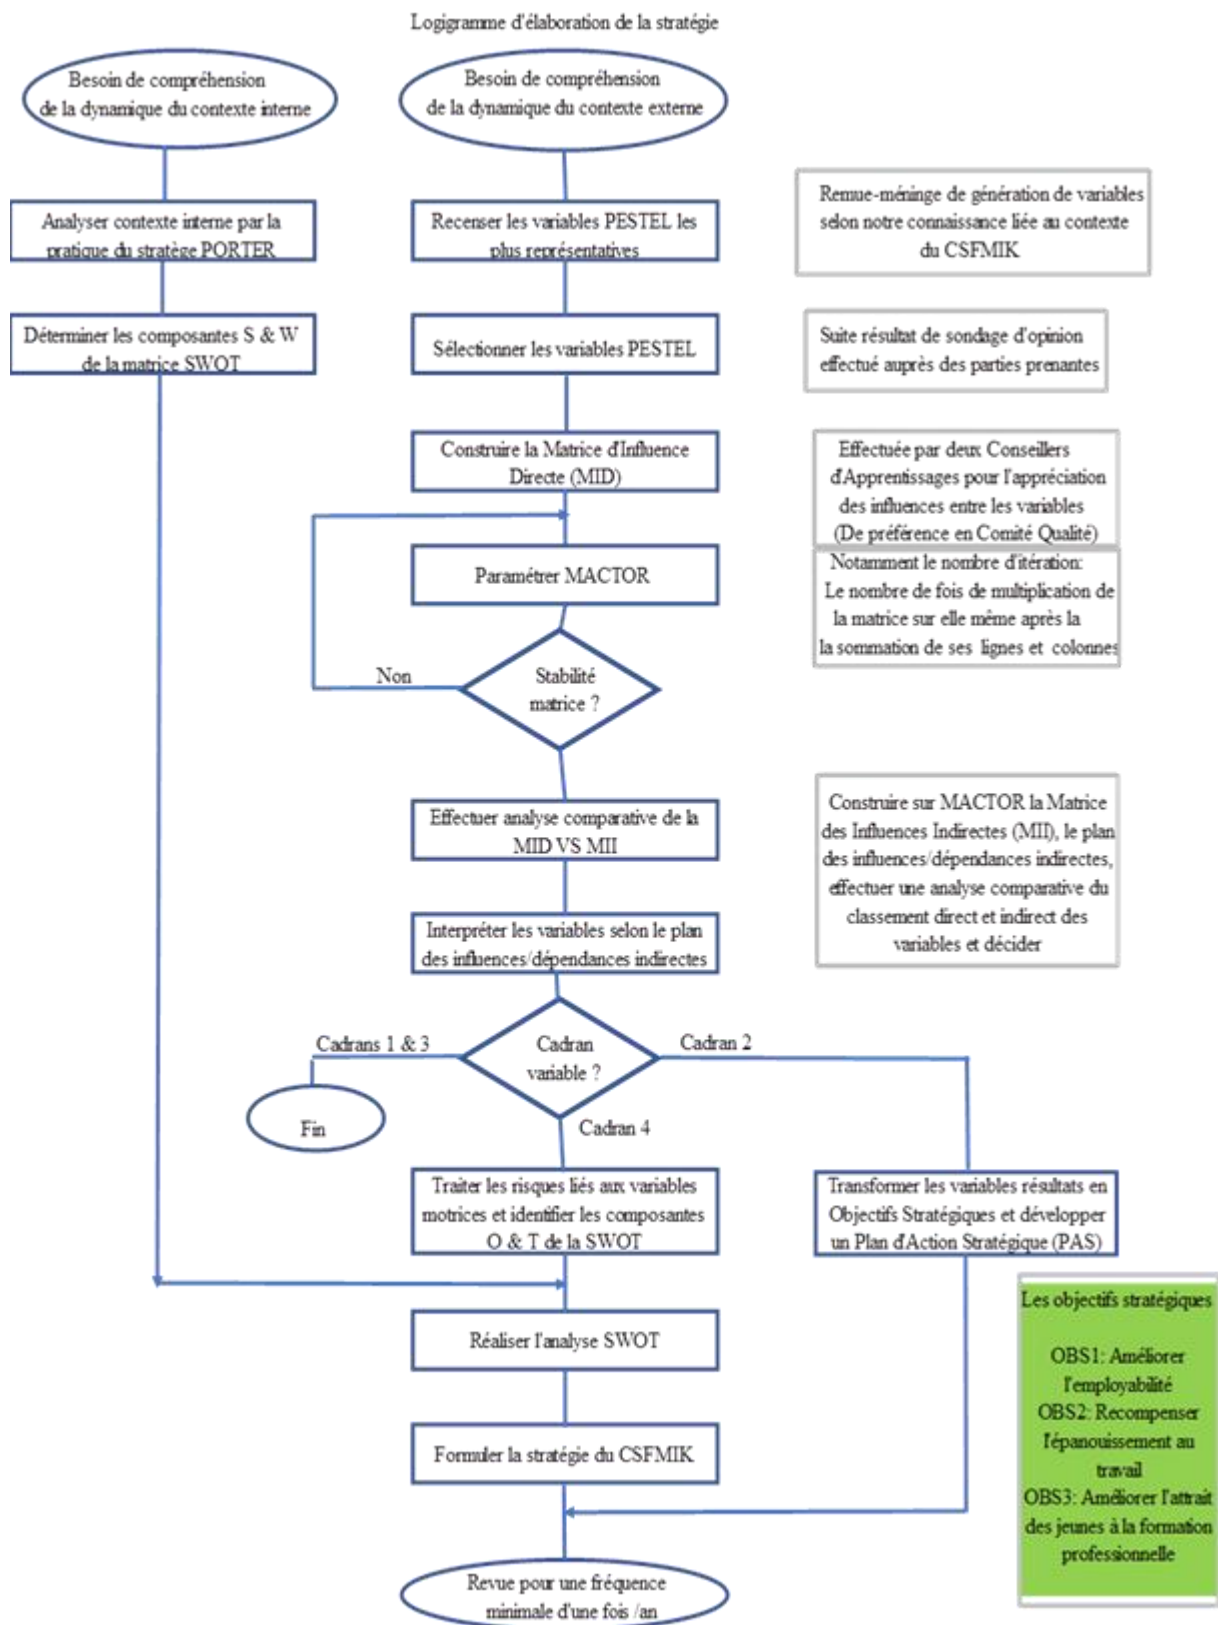 Logigramme d'élaboration de la stratégie
Besoin de compréhension
de la dynamique du contexte interne
Besoin de compréhension
de la dynamique du contexte externe
Analyser contexte interne par la
pratique du stratège PORTER
Recenser les variables PESTEL les
plus représentatives
Remue-méninge de génération de variables
selon notre connaissance liée au contexte
du CSFMIK
Déterminer les composantes S & W
de la matrice SWOT
Sélectionner les variables PESTEL
Suite résultat de sondage d'opinion
effectué auprès des parties prenantes
Construire la Matrice d'Influence
Directe (MID)
Effectuée par deux Conseillers
d'Apprentissages pour l'appréciation
des influences entre les variables
(De préférence en Comité Qualité)
Paramétrer MACTOR
Notamment le nombre d'itération:
Le nombre de fois de multiplication de
la matrice sur elle même après la
la sommation de ses lignes et colonnes
Non
Stabilité
matrice ?
Effectuer analyse comparative de la
MID VS MII
Construire sur MACTOR la Matrice
des Influences Indirectes (MII), le plan
des influences/dépendances indirectes,
effectuer une analyse comparative du
classement direct et indirect des
variables et décider
Interpréter les variables selon le plan
des influences/dépendances indirectes
Cadrans 1 & 3
Cadran
variable ?
Cadran 2
Fin
Cadran 4
Traiter les risques liés aux variables
motrices et identifier les composantes
O & T de la SWOT
Transformer les variables résultats en
Objectifs Stratégiques et développer
un Plan d'Action Stratégique (PAS)
Les objectifs stratégiques
OBS1: Améliorer
l'employabilité
OBS2: Recompenser
l'épanouissement au
travail
OBS3: Améliorer l'attrait
des jeunes à la formation
professionnelle
Réaliser l'analyse SWOT
Formuler la stratégie du CSFMIK
Revue pour une fréquence
minimale d'une fois /an